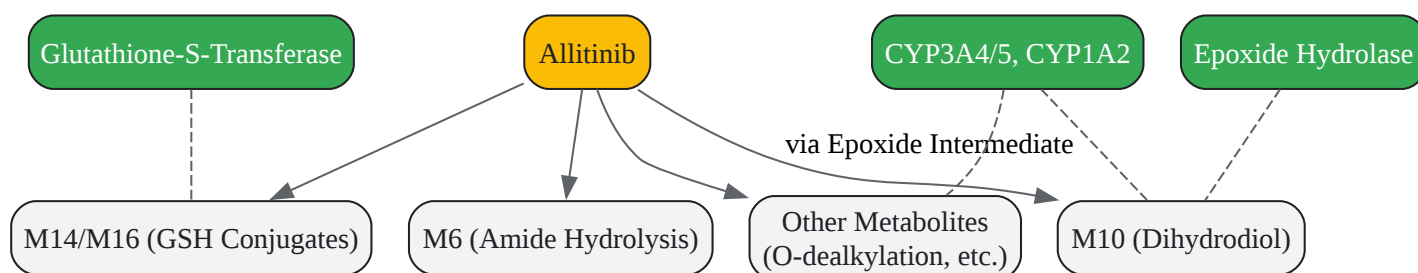 Glutathione-S-Transferase
Allitinib
CYP3A4/5, CYP1A2
Epoxide Hydrolase
via Epoxide Intermediate
M14/M16 (GSH Conjugates)
M6 (Amide Hydrolysis)
Other Metabolites
(O-dealkylation, etc.)
M10 (Dihydrodiol)